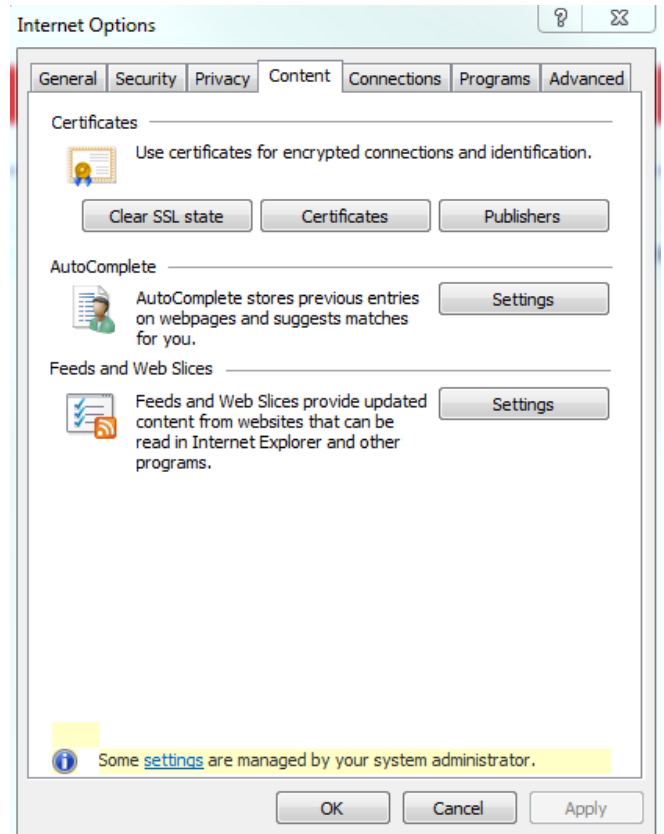 Internet Options
General Security Privacy Content Connections Programs Advanced
Certificates
Use certificates for encrypted connections and identification.
Clear SSL state Certificates Publishers
AutoComplete
AutoComplete stores previous entries
on webpages and suggests matches
for you.
Settings
Feeds and Web Slices
Feeds and Web Slices provide updated
content from websites that can be
read in Internet Explorer and other
programs.
Settings
Some settings are managed by your system administrator.
OK Cancel Apply